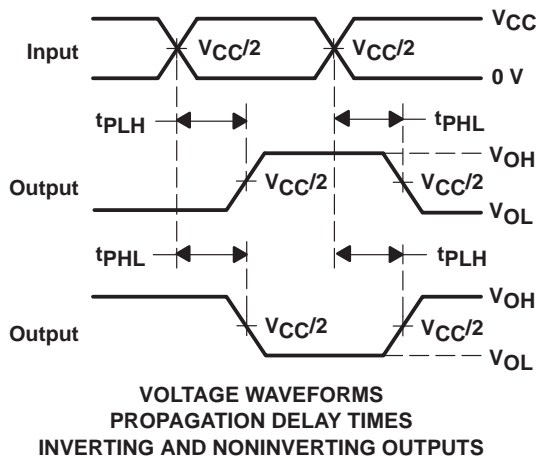 VCC
Input
VCC/2
VCC/2
0 V
tPLH
tPHL
VOH
Output
VCC/2
VCC/2
VOL
tPHL
tPLH
VOH
Output
VCC/2
VCC/2
VOL
VOLTAGE WAVEFORMS
PROPAGATION DELAY TIMES
INVERTING AND NONINVERTING OUTPUTS